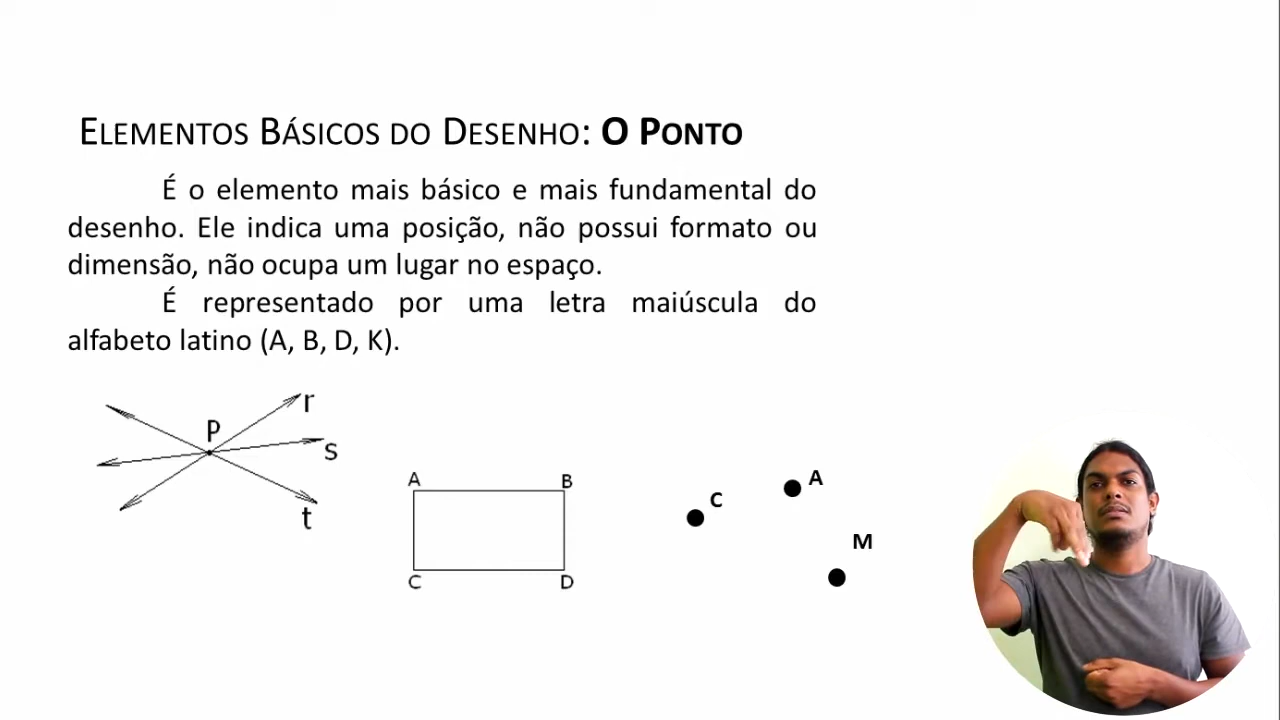 Elementos Básicos do Desenho: O Ponto
É o elemento mais básico e mais fundamental do
desenho. Ele indica uma posição, não possui formato ou
dimensão, não ocupa um lugar no espaço.
É representado por uma letra maiúscula do
alfabeto latino (A, B, D, K).
r
P
s
t
A B
C D
C
A
M